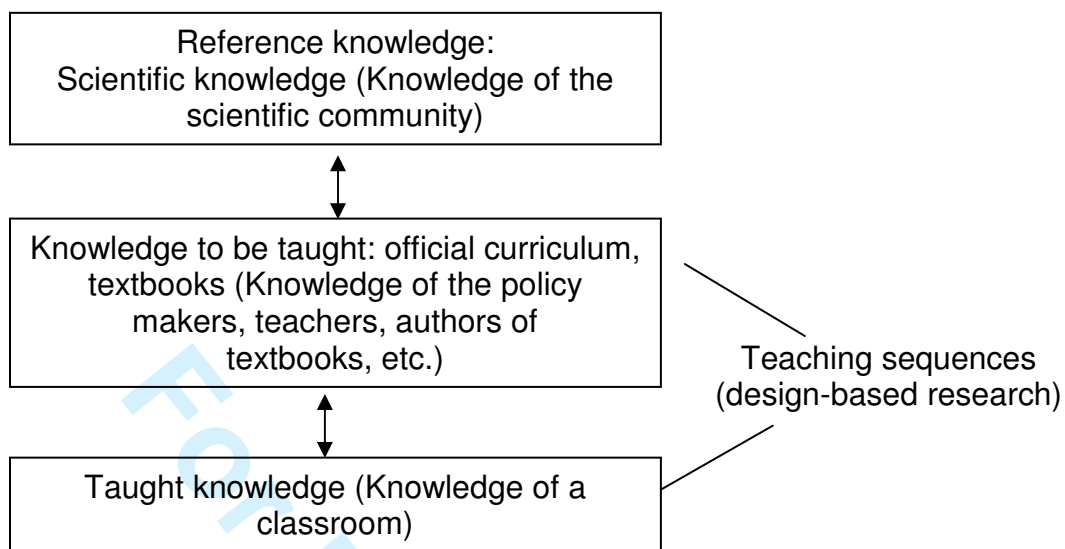 Reference knowledge:
Scientific knowledge (Knowledge of the
scientific community)
Knowledge to be taught: official curriculum,
textbooks (Knowledge of the policy
makers, teachers, authors of
textbooks, etc.)
Teaching sequences
(design-based research)
Taught knowledge (Knowledge of a
classroom)
For